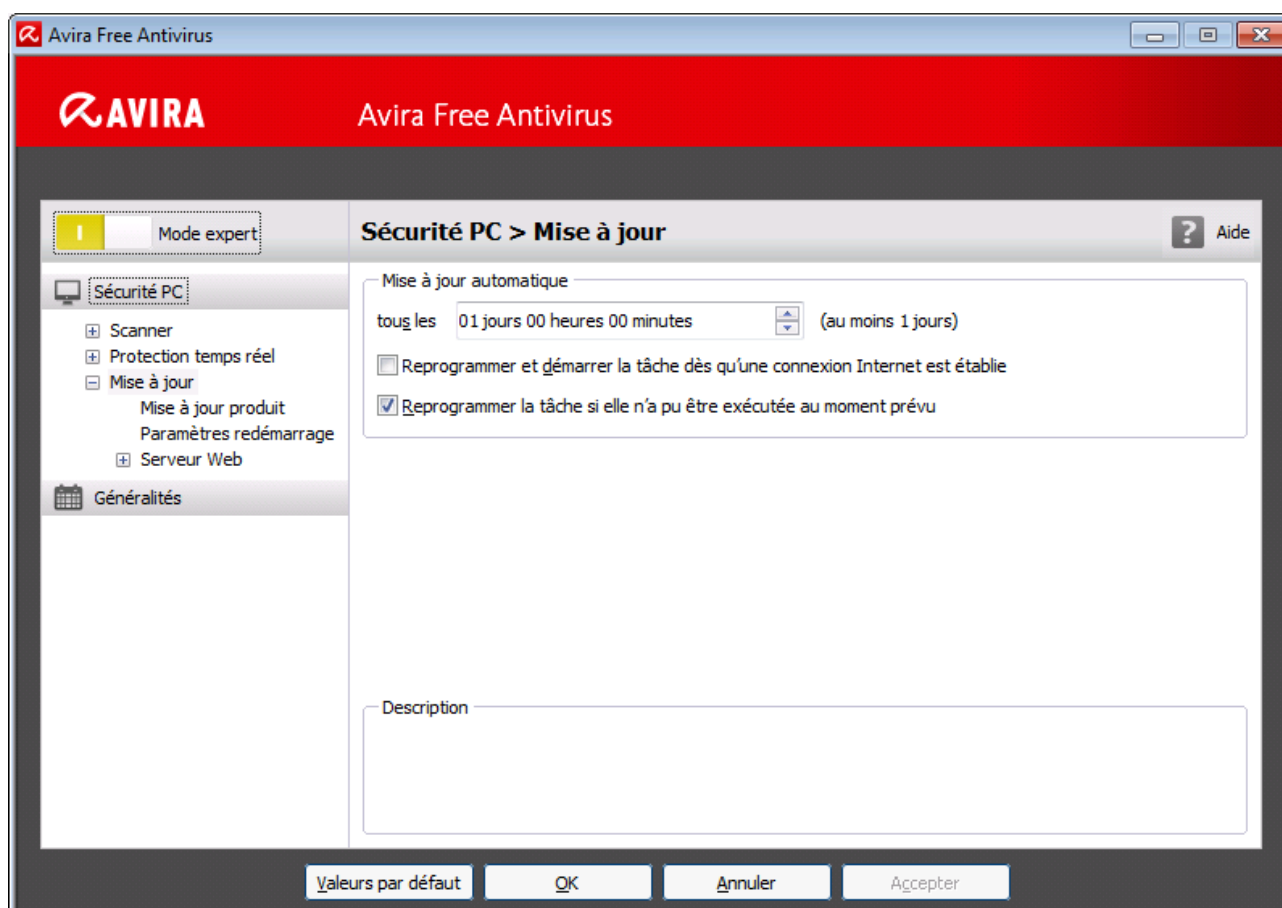 Avira Free Antivirus
AVIRA
Avira Free Antivirus
Mode expert
Sécurité PC > Mise à jour
? Aide
Sécurité PC
Scanner
Protection temps réel
Mise à jour
Mise à jour produit
Paramètres redémarrage
Serveur Web
Généralités
Mise à jour automatique
tous les 01 jours 00 heures 00 minutes (au moins 1 jours)
Reprogrammer et démarrer la tâche dès qu'une connexion Internet est établie
Reprogrammer la tâche si elle n'a pu être exécutée au moment prévu
Description
Valeurs par défaut
OK
Annuler
Accepter